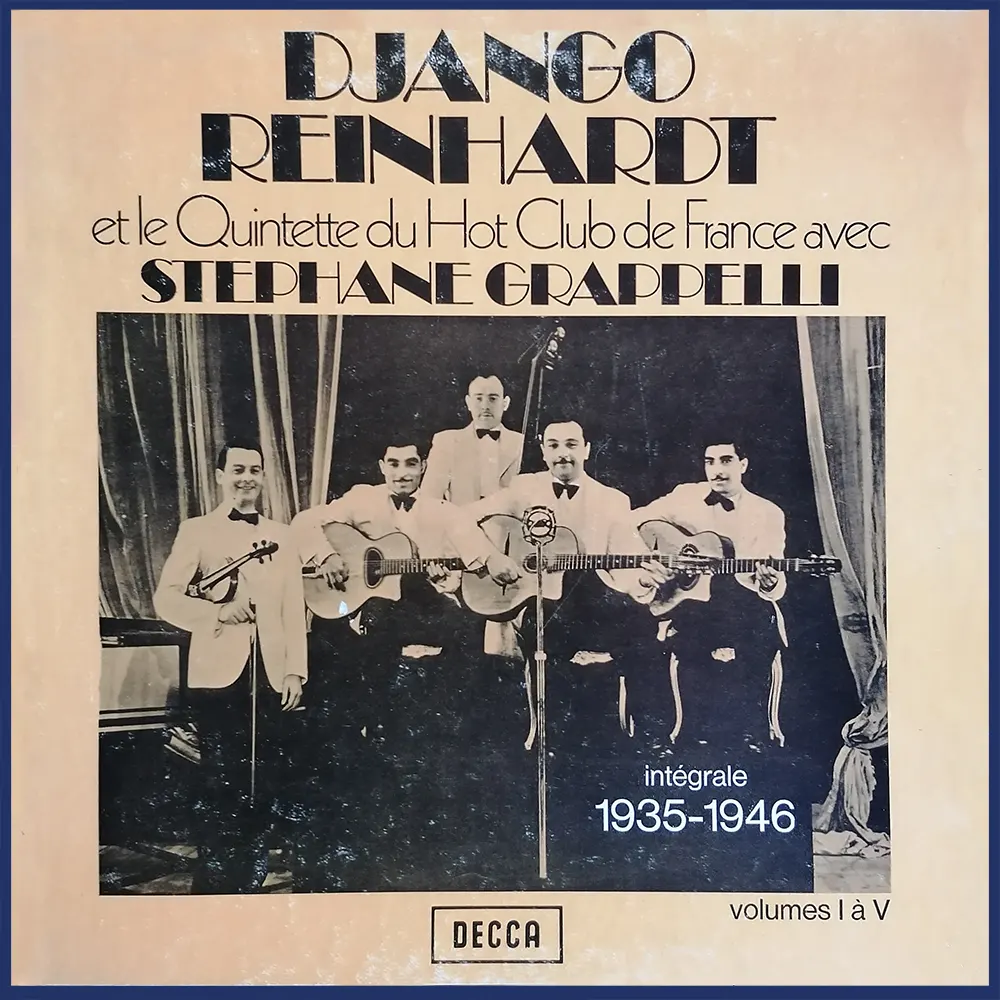 DJANGO
REINHARDT
et le Quintette du Hot Club de France avec
STEPHANE GRAPPELLI
intégrale
1935-1946
volumes I à V
DECCA